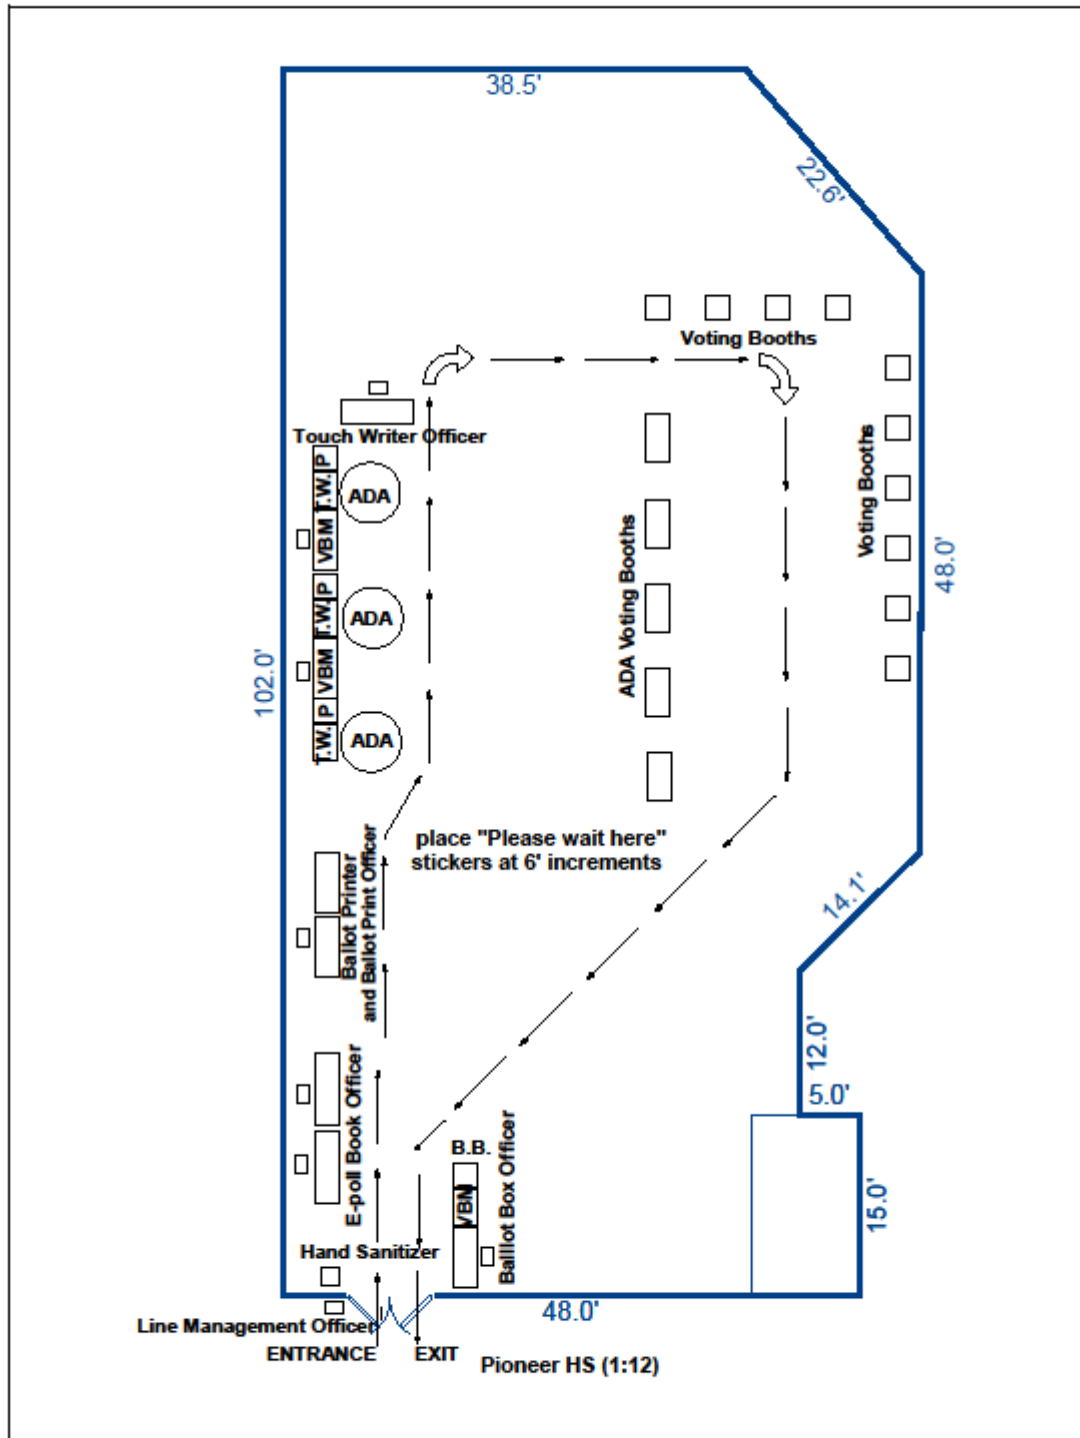 38.5'
22.6'
Voting Booths
Touch Writer Officer
T.W. P
ADA
VBM
Voting Booths
48.0'
ADA Voting Booths
T.W. P
ADA
VBM
102.0'
T.W. P
ADA
place "Please wait here"
stickers at 6' increments
Ballot Printer
and Ballot Print Officer
14.1'
12.0'
5.0'
E-poll Book Officer
B.B.
VBM
Balllot Box Officer
15.0'
Hand Sanitizer
48.0'
Line Management Officer
ENTRANCE
EXIT
Pioneer HS (1:12)